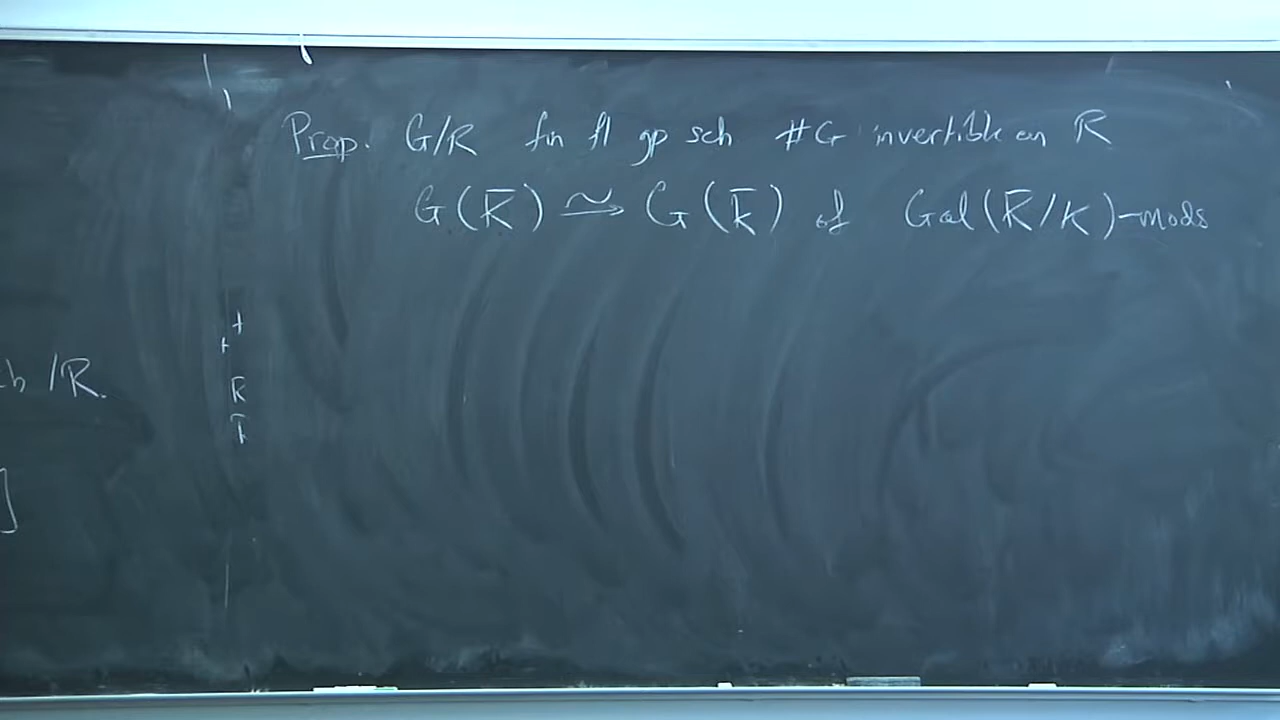 Prop. G/R fin fl gp sch #G invertible on R
G(K̄) ⥲ G(k̄) of Gal(K̄/K)-mods
/R.
]